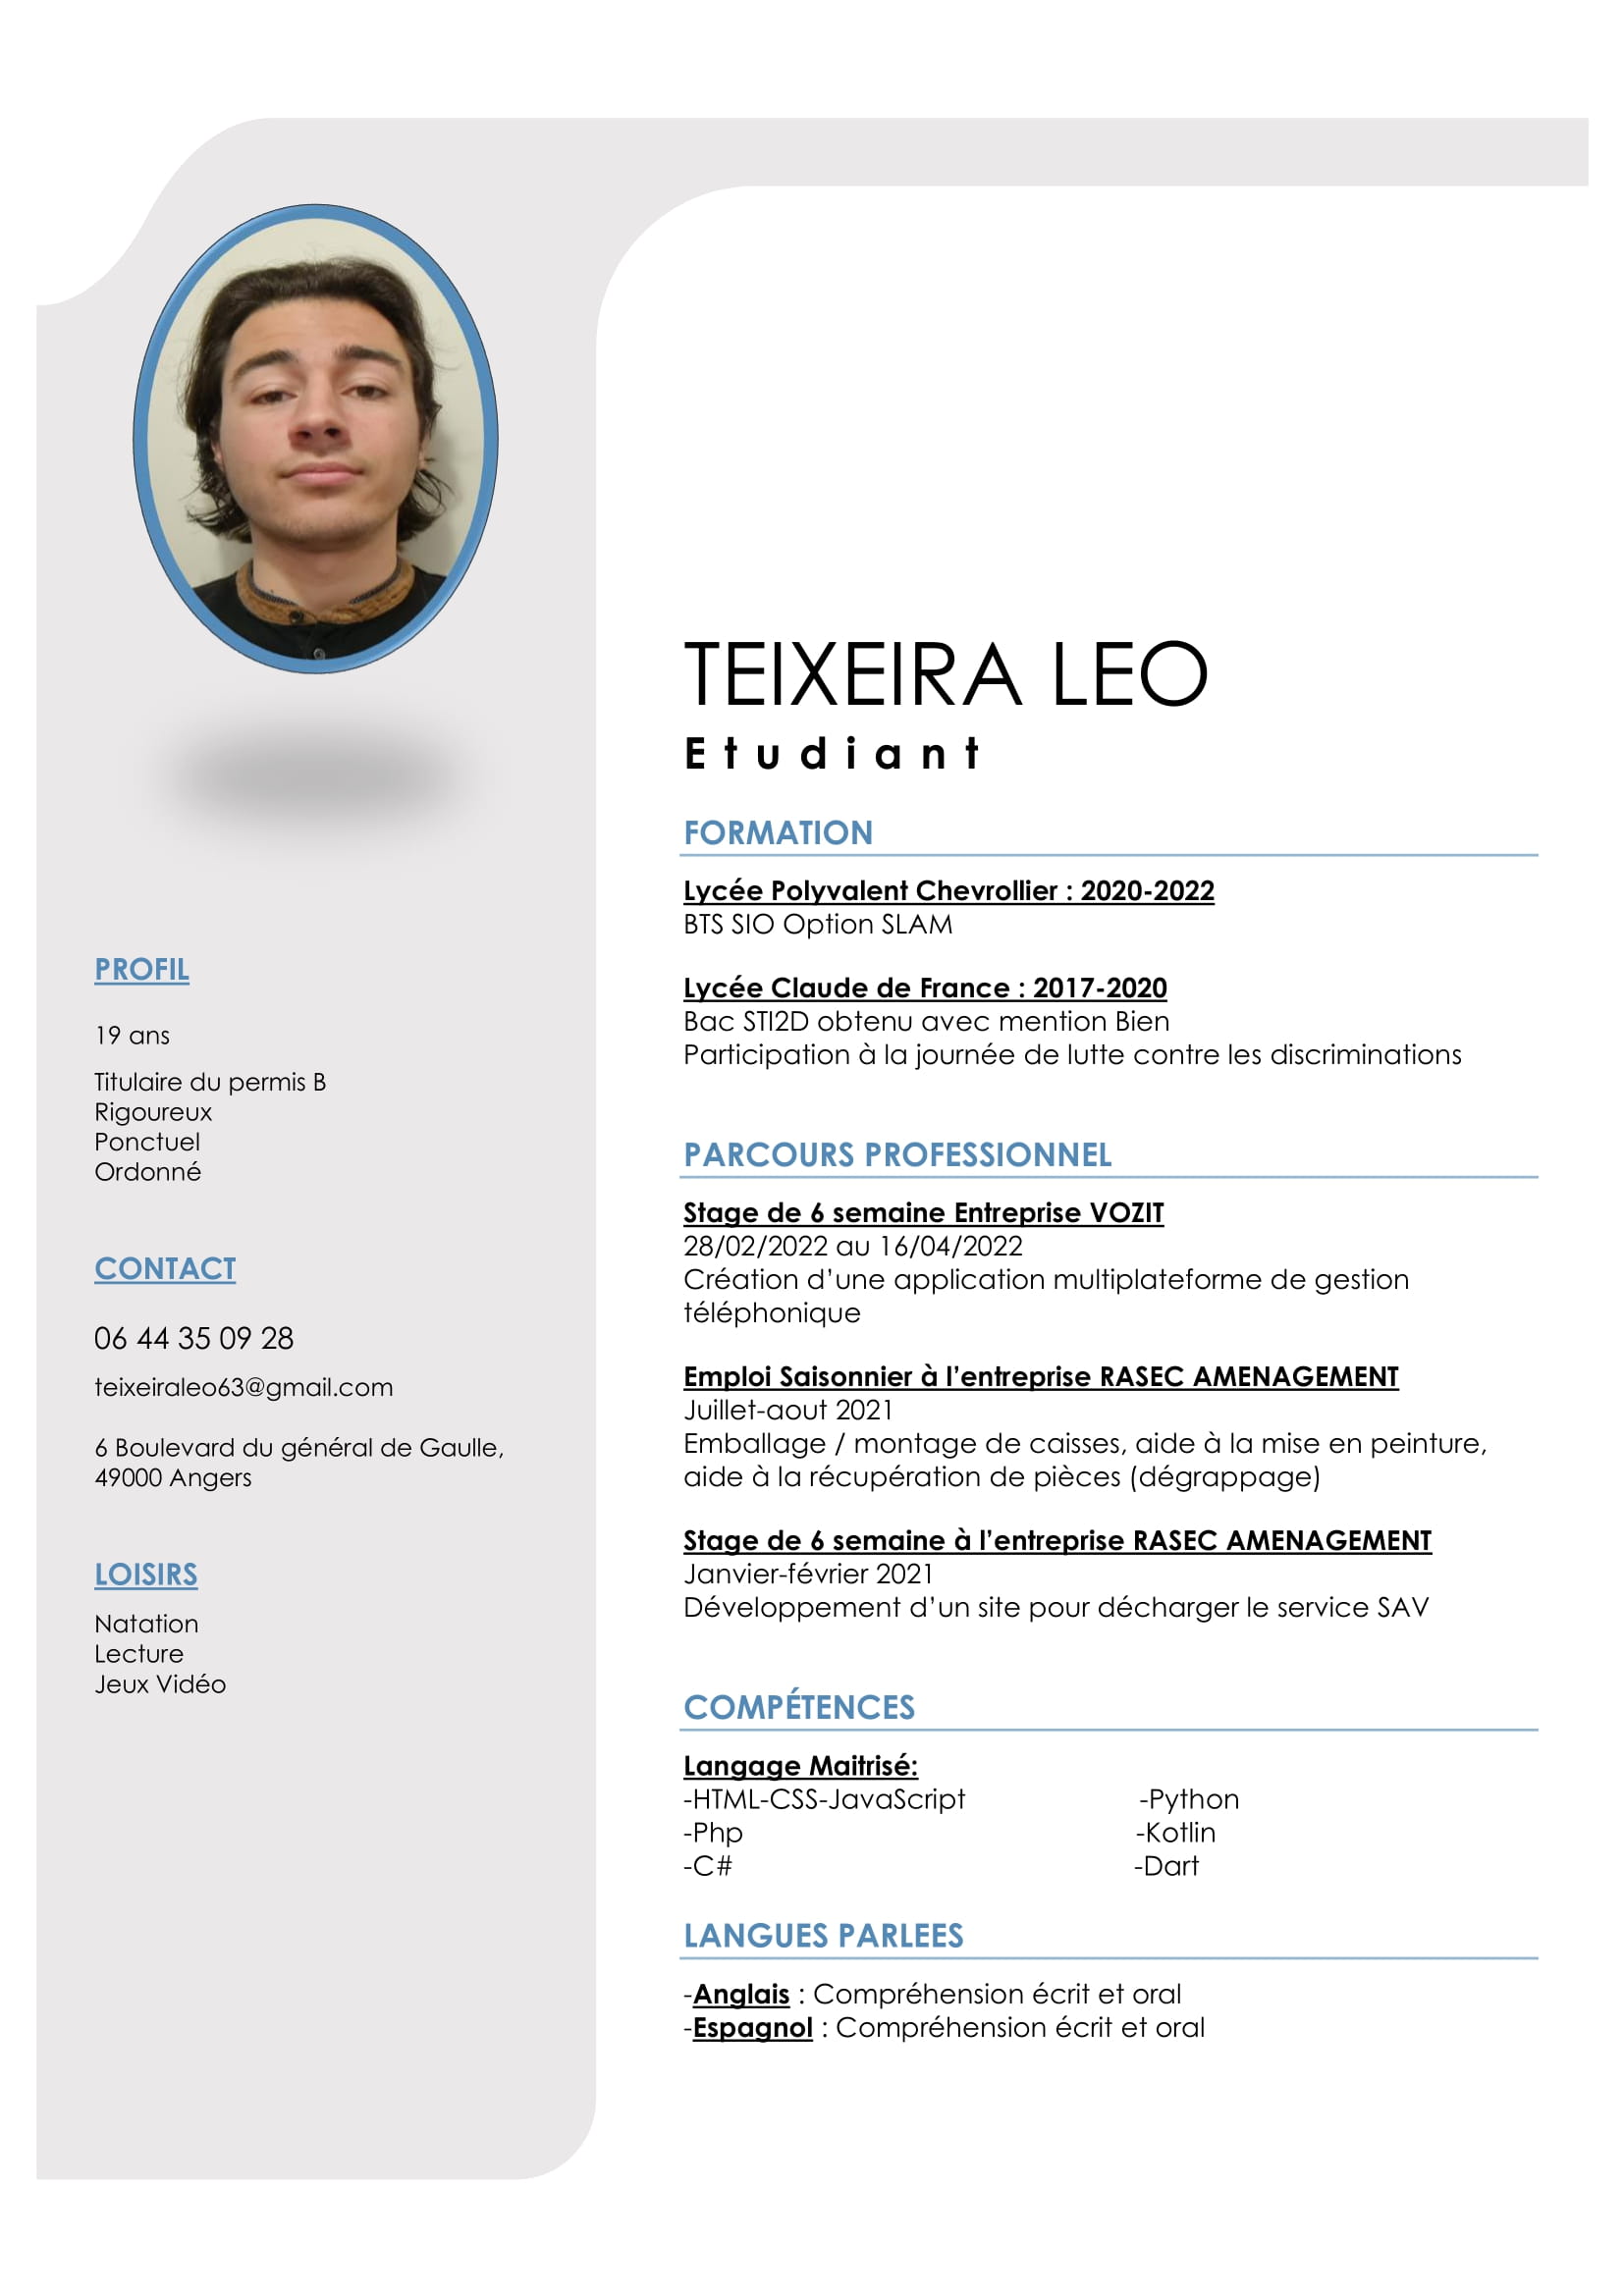 TEIXEIRA LEO
Etudiant
FORMATION
Lycée Polyvalent Chevrollier : 2020-2022
BTS SIO Option SLAM
Lycée Claude de France : 2017-2020
Bac STI2D obtenu avec mention Bien
Participation à la journée de lutte contre les discriminations
PARCOURS PROFESSIONNEL
Stage de 6 semaine Entreprise VOZIT
28/02/2022 au 16/04/2022
Création d’une application multiplateforme de gestion
téléphonique
Emploi Saisonnier à l’entreprise RASEC AMENAGEMENT
Juillet-aout 2021
Emballage / montage de caisses, aide à la mise en peinture,
aide à la récupération de pièces (dégrappage)
Stage de 6 semaine à l’entreprise RASEC AMENAGEMENT
Janvier-février 2021
Développement d’un site pour décharger le service SAV
COMPÉTENCES
Langage Maitrisé:
-HTML-CSS-JavaScript -Python
-Php -Kotlin
-C# -Dart
LANGUES PARLEES
-Anglais : Compréhension écrit et oral
-Espagnol : Compréhension écrit et oral
PROFIL
19 ans
Titulaire du permis B
Rigoureux
Ponctuel
Ordonné
CONTACT
06 44 35 09 28
teixeiraleo63@gmail.com
6 Boulevard du général de Gaulle,
49000 Angers
LOISIRS
Natation
Lecture
Jeux Vidéo